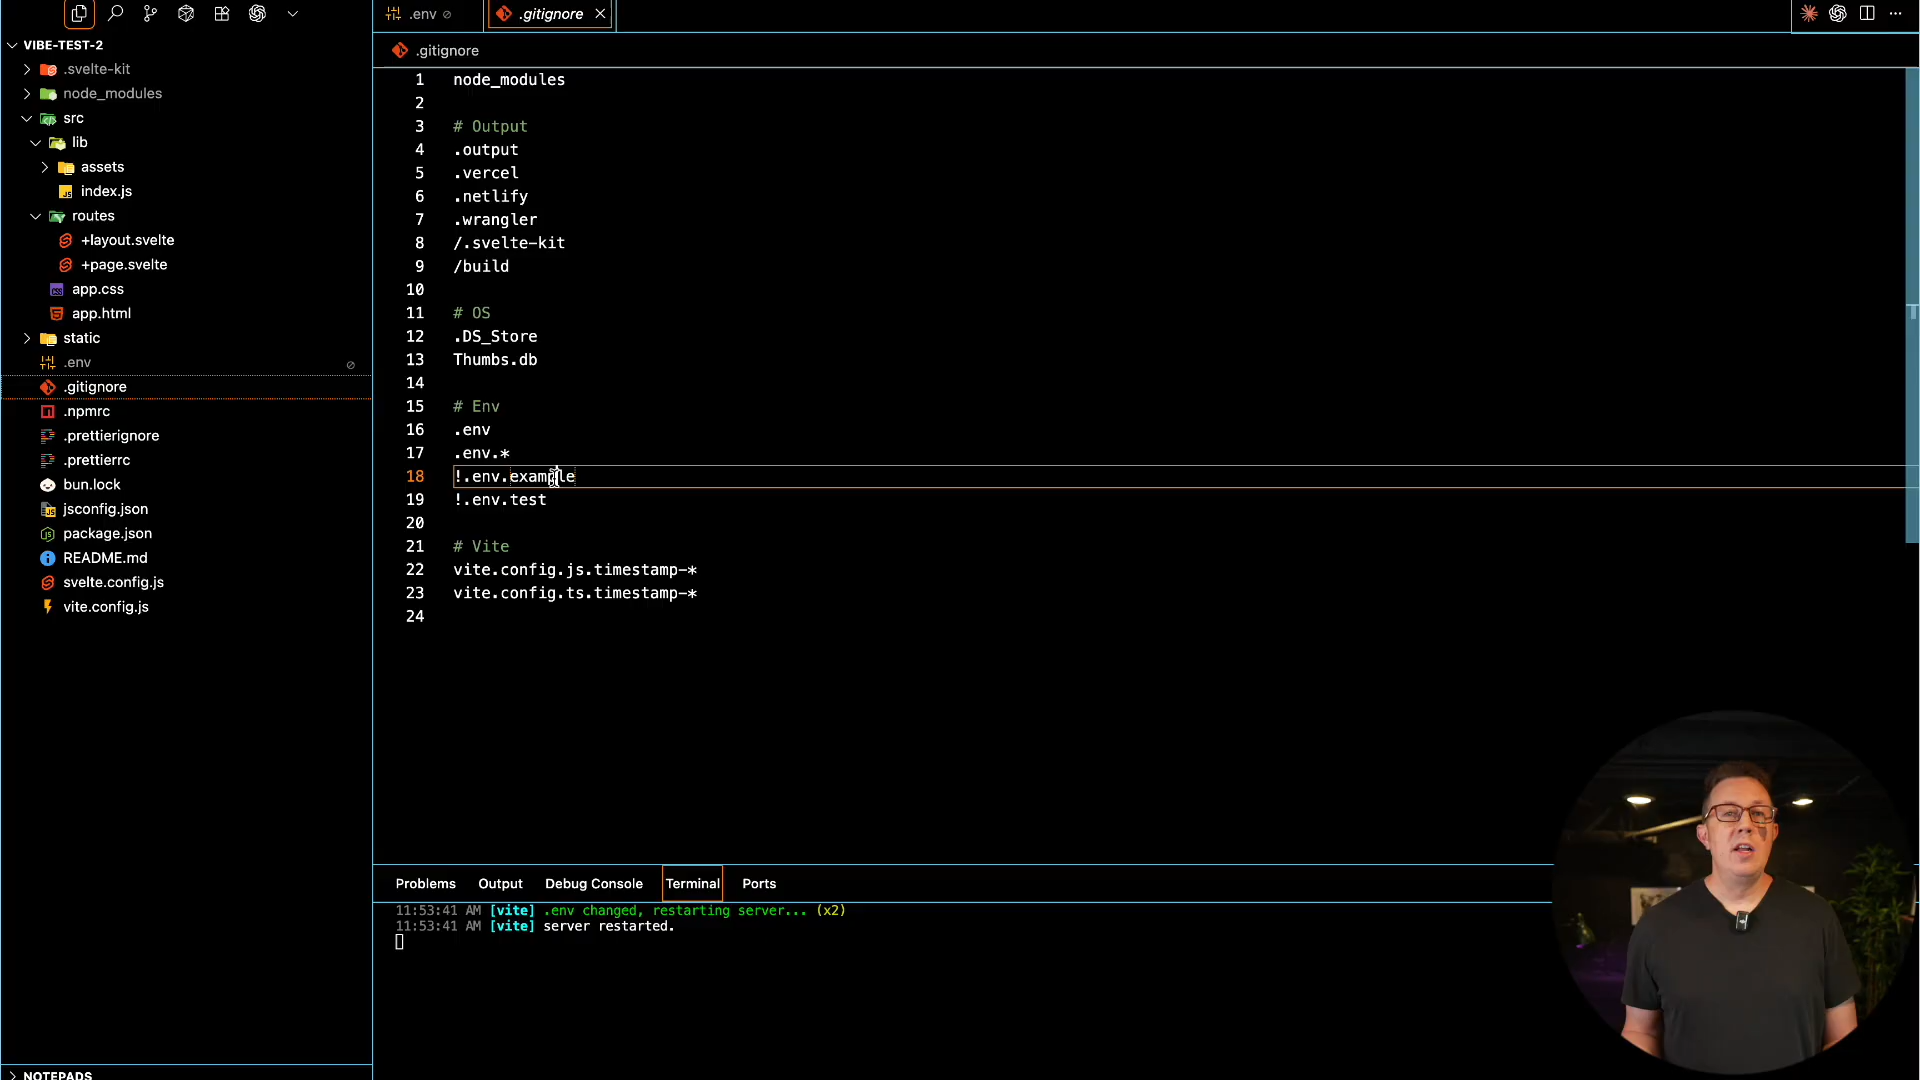 VIBE-TEST-2
.svelte-kit
node_modules
src
lib
assets
index.js
routes
+layout.svelte
+page.svelte
app.css
app.html
static
.env
.gitignore
.npmrc
.prettierignore
.prettierrc
bun.lock
jsconfig.json
package.json
README.md
svelte.config.js
vite.config.js
NOTEPADS
.env
.gitignore
.gitignore
1 node_modules
2
3 # Output
4 .output
5 .vercel
6 .netlify
7 .wrangler
8 /.svelte-kit
9 /build
10
11 # OS
12 .DS_Store
13 Thumbs.db
14
15 # Env
16 .env
17 .env.*
18 !.env.example
19 !.env.test
20
21 # Vite
22 vite.config.js.timestamp-*
23 vite.config.ts.timestamp-*
24
Problems Output Debug Console Terminal Ports
11:53:41 AM [vite] .env changed, restarting server... (x2)
11:53:41 AM [vite] server restarted.